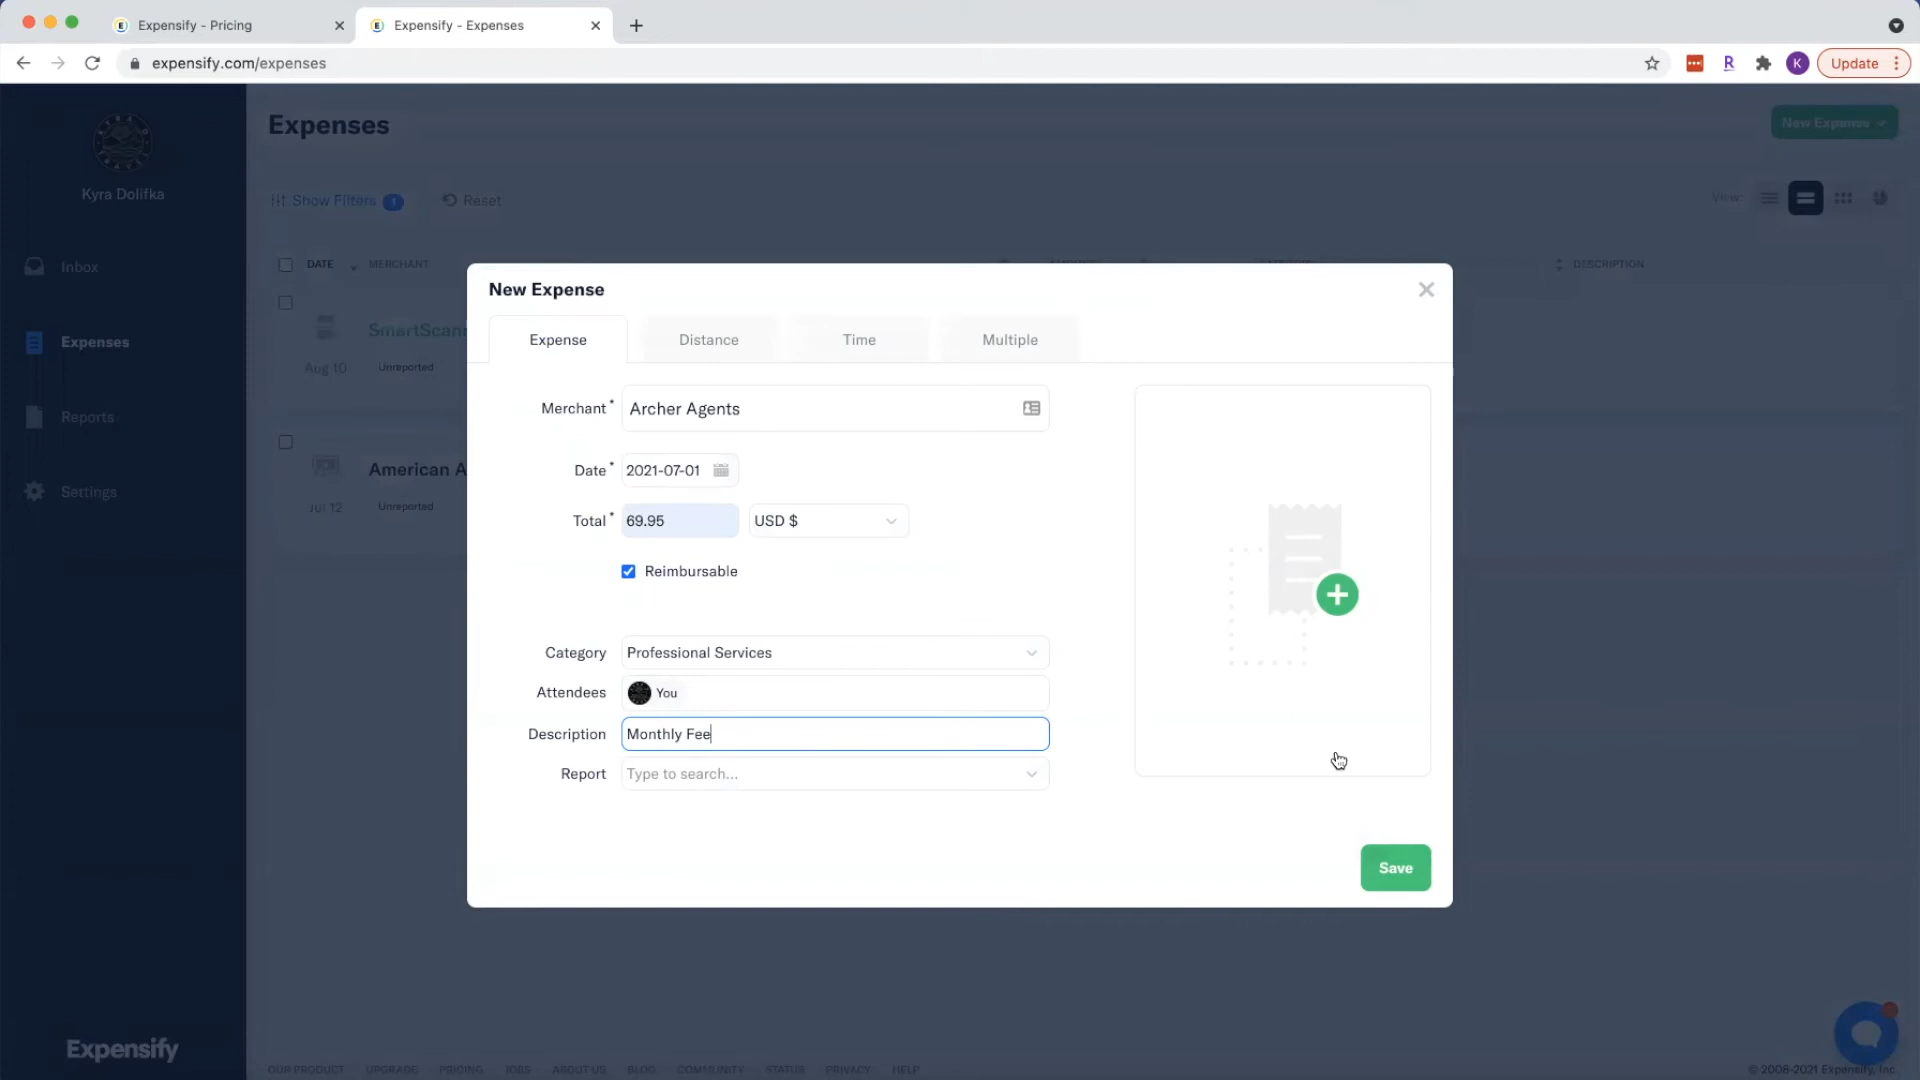 Expensify - Pricing
Expensify - Expenses
expensify.com/expenses
R
K
Update
Kyra Dolifka
Inbox
Expenses
Reports
Settings
Expensify
Expenses
New Expense
Show Filters 1
Reset
View:
DATE
MERCHANT
DESCRIPTION
SmartScan
Aug 10
Unreported
American A
Jul 12
Unreported
New Expense
Expense
Distance
Time
Multiple
Merchant * Archer Agents
Date * 2021-07-01
Total * 69.95 USD $
Reimbursable
Category Professional Services
Attendees You
Description Monthly Fee
Report Type to search...
Save
OUR PRODUCT UPGRADE PRICING JOBS ABOUT US BLOG COMMUNITY STATUS PRIVACY HELP
© 2008-2021 Expensify, Inc.